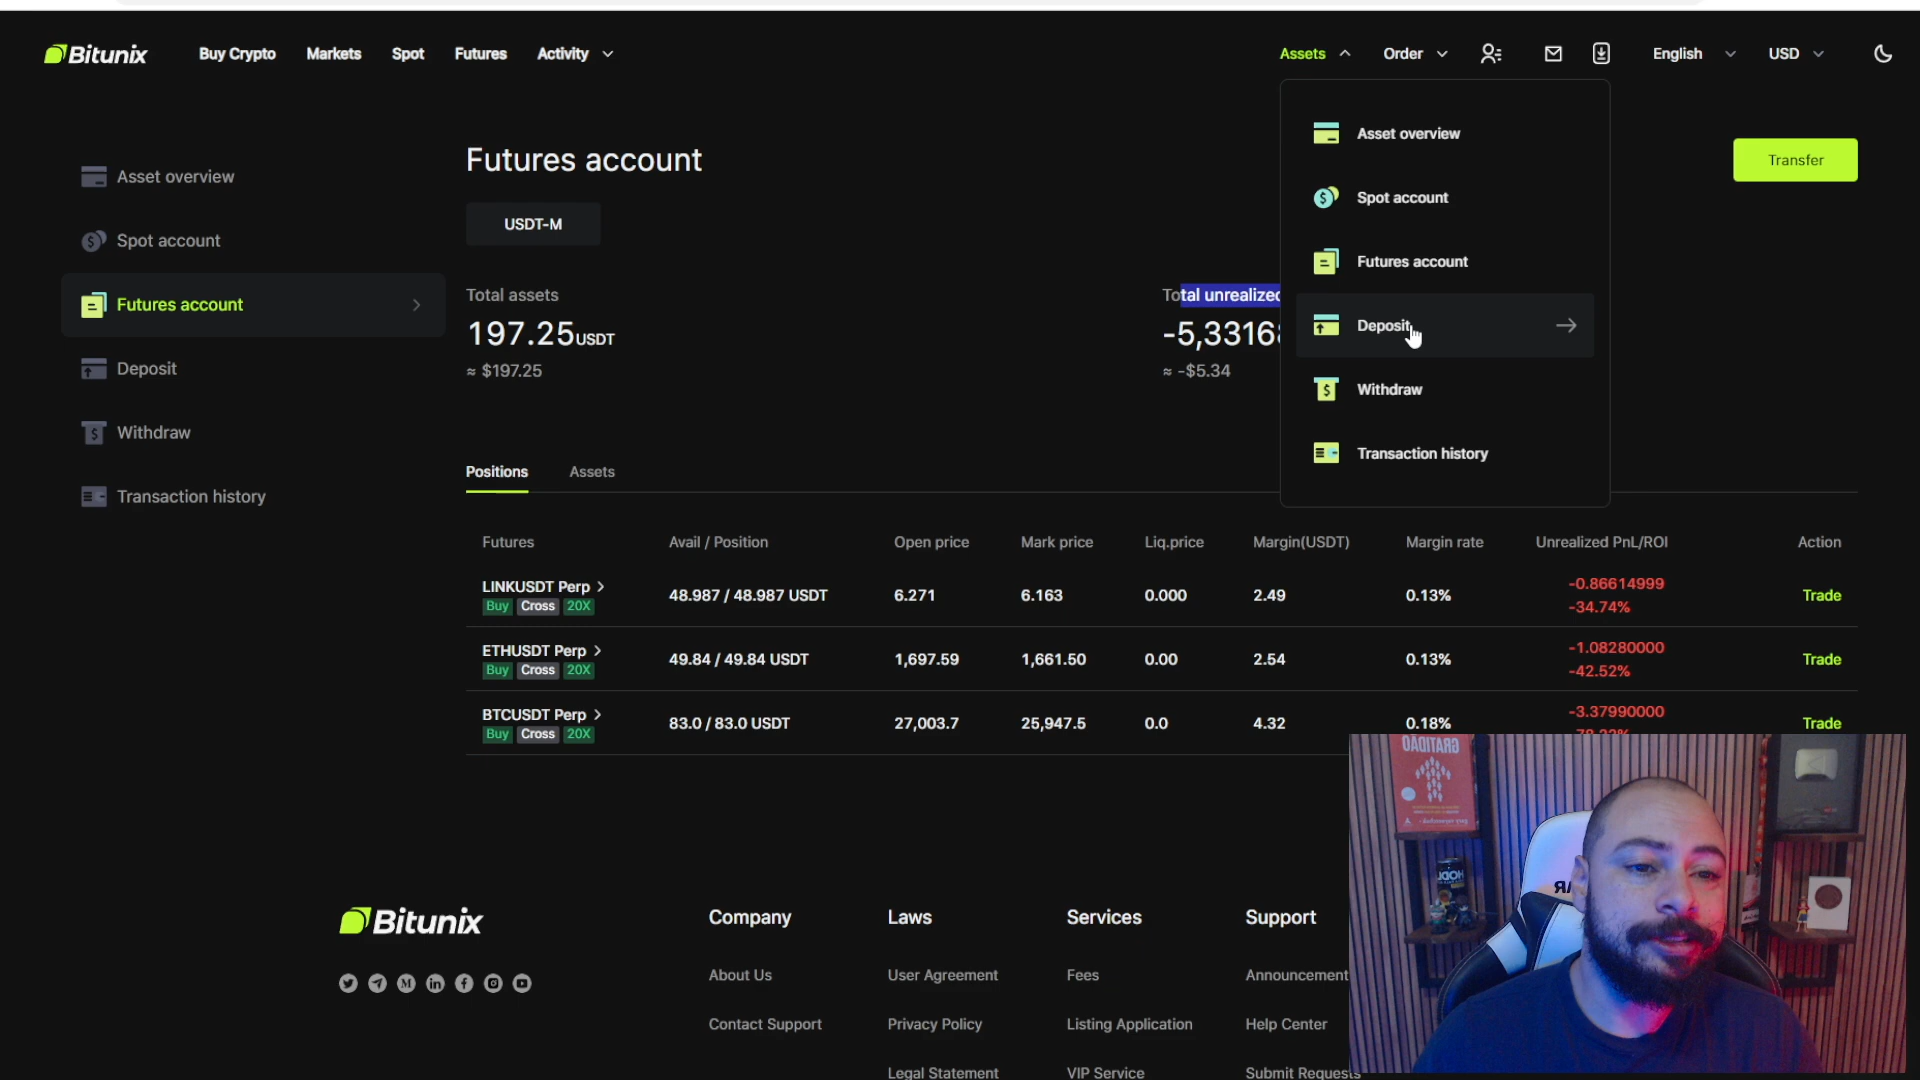 Bitunix
Buy Crypto
Markets
Spot
Futures
Activity
Assets
Order
English
USD
Asset overview
Spot account
Futures account
Deposit
Withdraw
Transaction history
Futures account
USDT-M
Transfer
Total assets
197.25USDT
≈ $197.25
Total unrealized
-5,3316
≈ -$5.34
Asset overview
Spot account
Futures account
Deposit
Withdraw
Transaction history
Positions
Assets
Futures Avail / Position Open price Mark price Liq.price Margin(USDT) Margin rate Unrealized PnL/ROI Action
LINKUSDT Perp
Buy Cross 20X
48.987 / 48.987 USDT 6.271 6.163 0.000 2.49 0.13%
-0.86614999
-34.74%
Trade
ETHUSDT Perp
Buy Cross 20X
49.84 / 49.84 USDT 1,697.59 1,661.50 0.00 2.54 0.13%
-1.08280000
-42.52%
Trade
BTCUSDT Perp
Buy Cross 20X
83.0 / 83.0 USDT 27,003.7 25,947.5 0.0 4.32 0.18%
-3.37990000
Trade
GRATIDÃO
HODL
Bitunix
Company
About Us
Contact Support
Laws
User Agreement
Privacy Policy
Legal Statement
Services
Fees
Listing Application
VIP Service
Support
Announcement
Help Center
Submit Requests